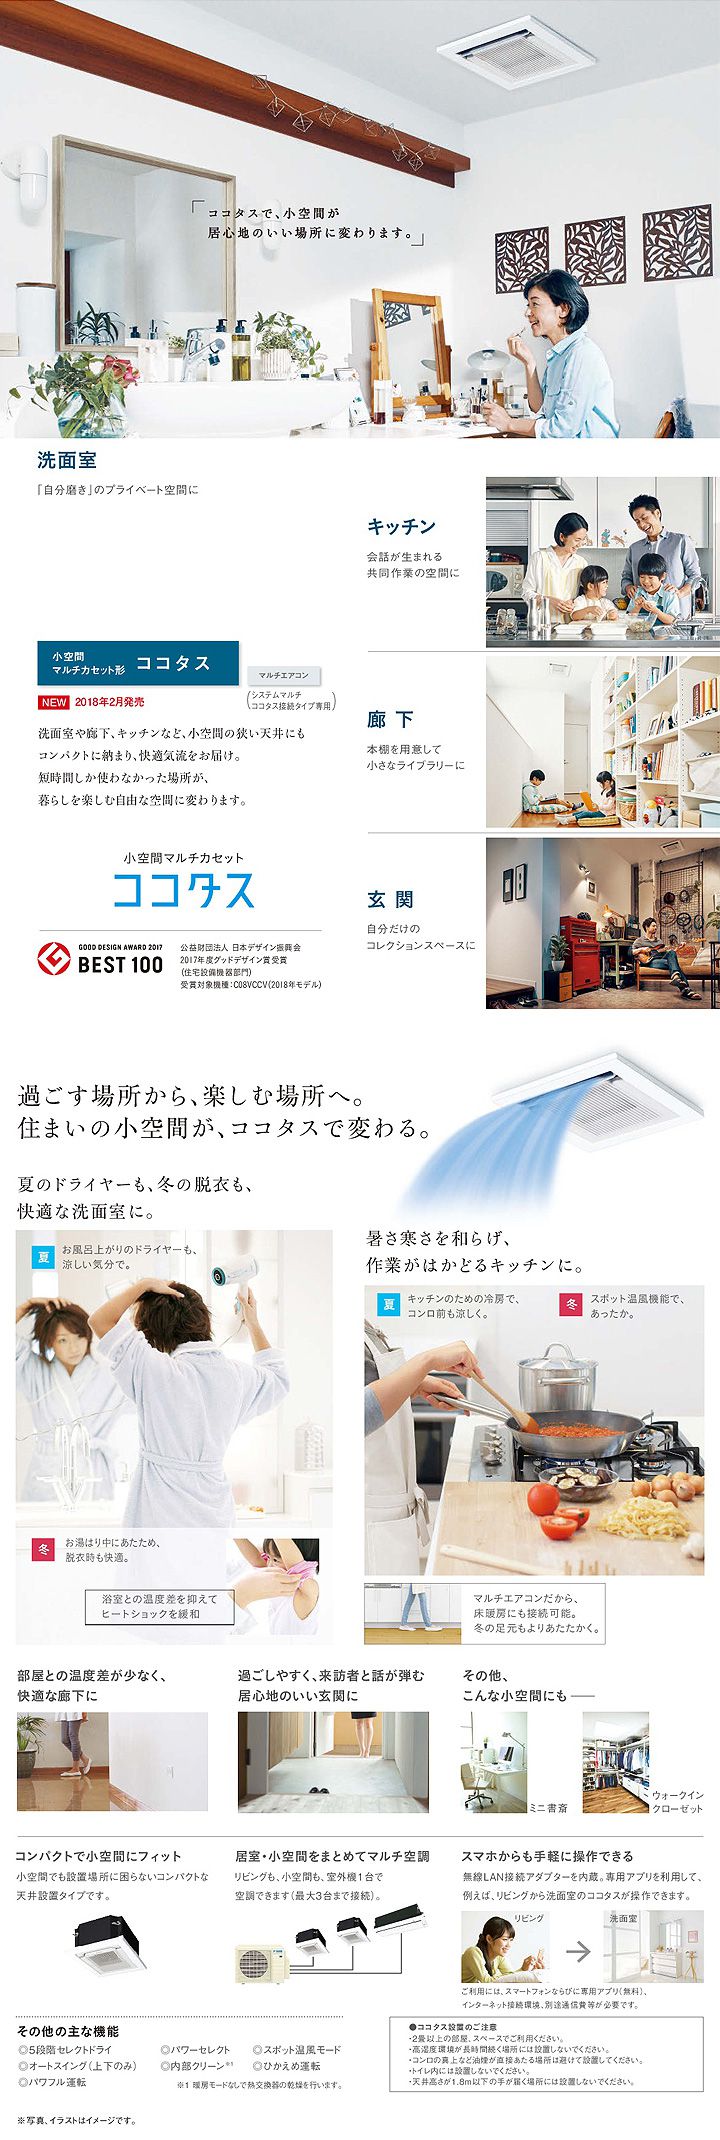 「ココタスで、小空間が
居心地のいい場所に変わります。」
洗面室
「自分磨き」のプライベート空間に
キッチン
会話が生まれる
共同作業の空間に
小空間
マルチカセット形 ココタス
マルチエアコン
(システムマルチ
ココタス接続タイプ専用)
NEW 2018年2月発売
洗面室や廊下、キッチンなど、小空間の狭い天井にも
コンパクトに納まり、快適気流をお届け。
短時間しか使わなかった場所が、
暮らしを楽しむ自由な空間に変わります。
廊下
本棚を用意して
小さなライブラリーに
小空間マルチカセット
ココタス
玄関
自分だけの
コレクションスペースに
GOOD DESIGN AWARD 2017
BEST 100
公益財団法人 日本デザイン振興会
2017年度グッドデザイン賞受賞
(住宅設備機器部門)
受賞対象機種:C08VCCV(2018年モデル)
過ごす場所から、楽しむ場所へ。
住まいの小空間が、ココタスで変わる。
夏のドライヤーも、冬の脱衣も、
快適な洗面室に。
夏 お風呂上がりのドライヤーも、
涼しい気分で。
冬 お湯はり中にあたため、
脱衣時も快適。
浴室との温度差を抑えて
ヒートショックを緩和
暑さ寒さを和らげ、
作業がはかどるキッチンに。
夏 キッチンのための冷房で、
コンロ前も涼しく。
冬 スポット温風機能で、
あったか。
マルチエアコンだから、
床暖房にも接続可能。
冬の足元もよりあたたかく。
部屋との温度差が少なく、
快適な廊下に
過ごしやすく、来訪者と話が弾む
居心地のいい玄関に
その他、
こんな小空間にも
ミニ書斎
ウォークイン
クローゼット
コンパクトで小空間にフィット
小空間でも設置場所に困らないコンパクトな
天井設置タイプです。
居室・小空間をまとめてマルチ空調
リビングも、小空間も、室外機1台で
空調できます(最大3台まで接続)。
スマホからも手軽に操作できる
無線LAN接続アダプターを内蔵。専用アプリを利用して、
例えば、リビングから洗面室のココタスが操作できます。
リビング
洗面室
ご利用には、スマートフォンならびに専用アプリ(無料)、
インターネット接続環境、別途通信費等が必要です。
その他の主な機能
◎5段階セレクトドライ ◎パワーセレクト ◎スポット温風モード
◎オートスイング(上下のみ) ◎内部クリーン※1 ◎ひかえめ運転
◎パワフル運転 ※1 暖房モードなしで熱交換器の乾燥を行います。
●ココタス設置のご注意
・2畳以上の部屋、スペースでご利用ください。
・高湿度環境が長時間続く場所には設置しないでください。
・コンロの真上など油煙が直接あたる場所は避けて設置してください。
・トイレ内には設置しないでください。
・天井高さが1.8m以下の手が届く場所には設置しないでください。
※写真、イラストはイメージです。